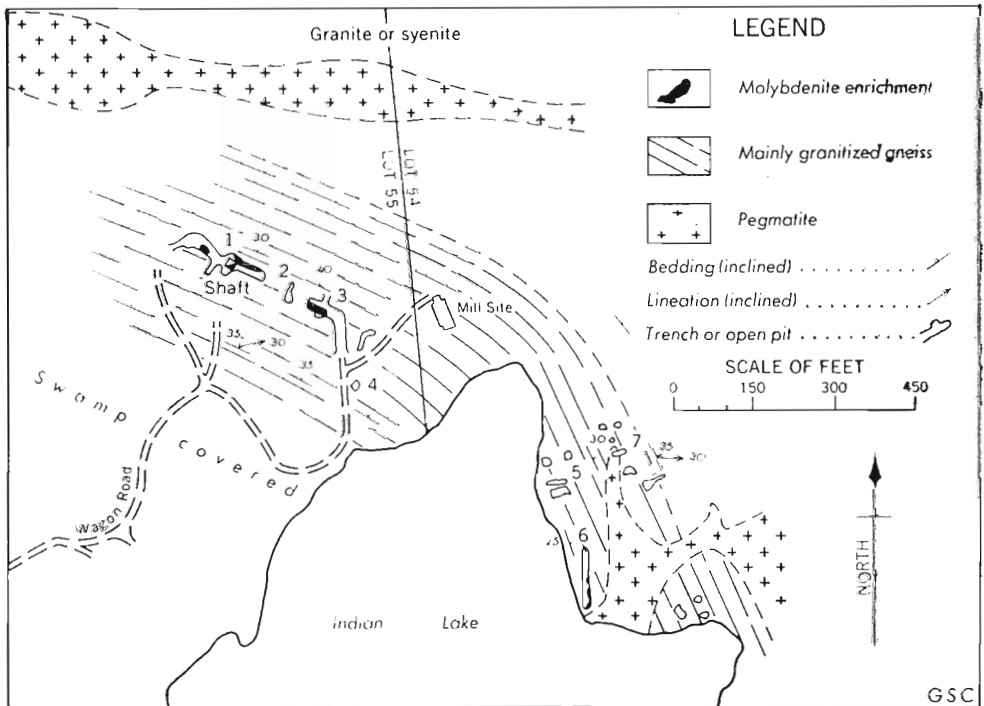 Granite or syenite
LEGEND
Molybdenite enrichment
Mainly granitized gneiss
Pegmatite
Bedding (inclined)
Lineation (inclined)
Trench or open pit
SCALE OF FEET
0 150 300 450
LOT 55
LOT 54
1
30
Shaft
2
40
3
Mill Site
35
30
35
4
Swamp covered
Wagon Road
5
30
7
35
30
6
Indian Lake
NORTH
GSC